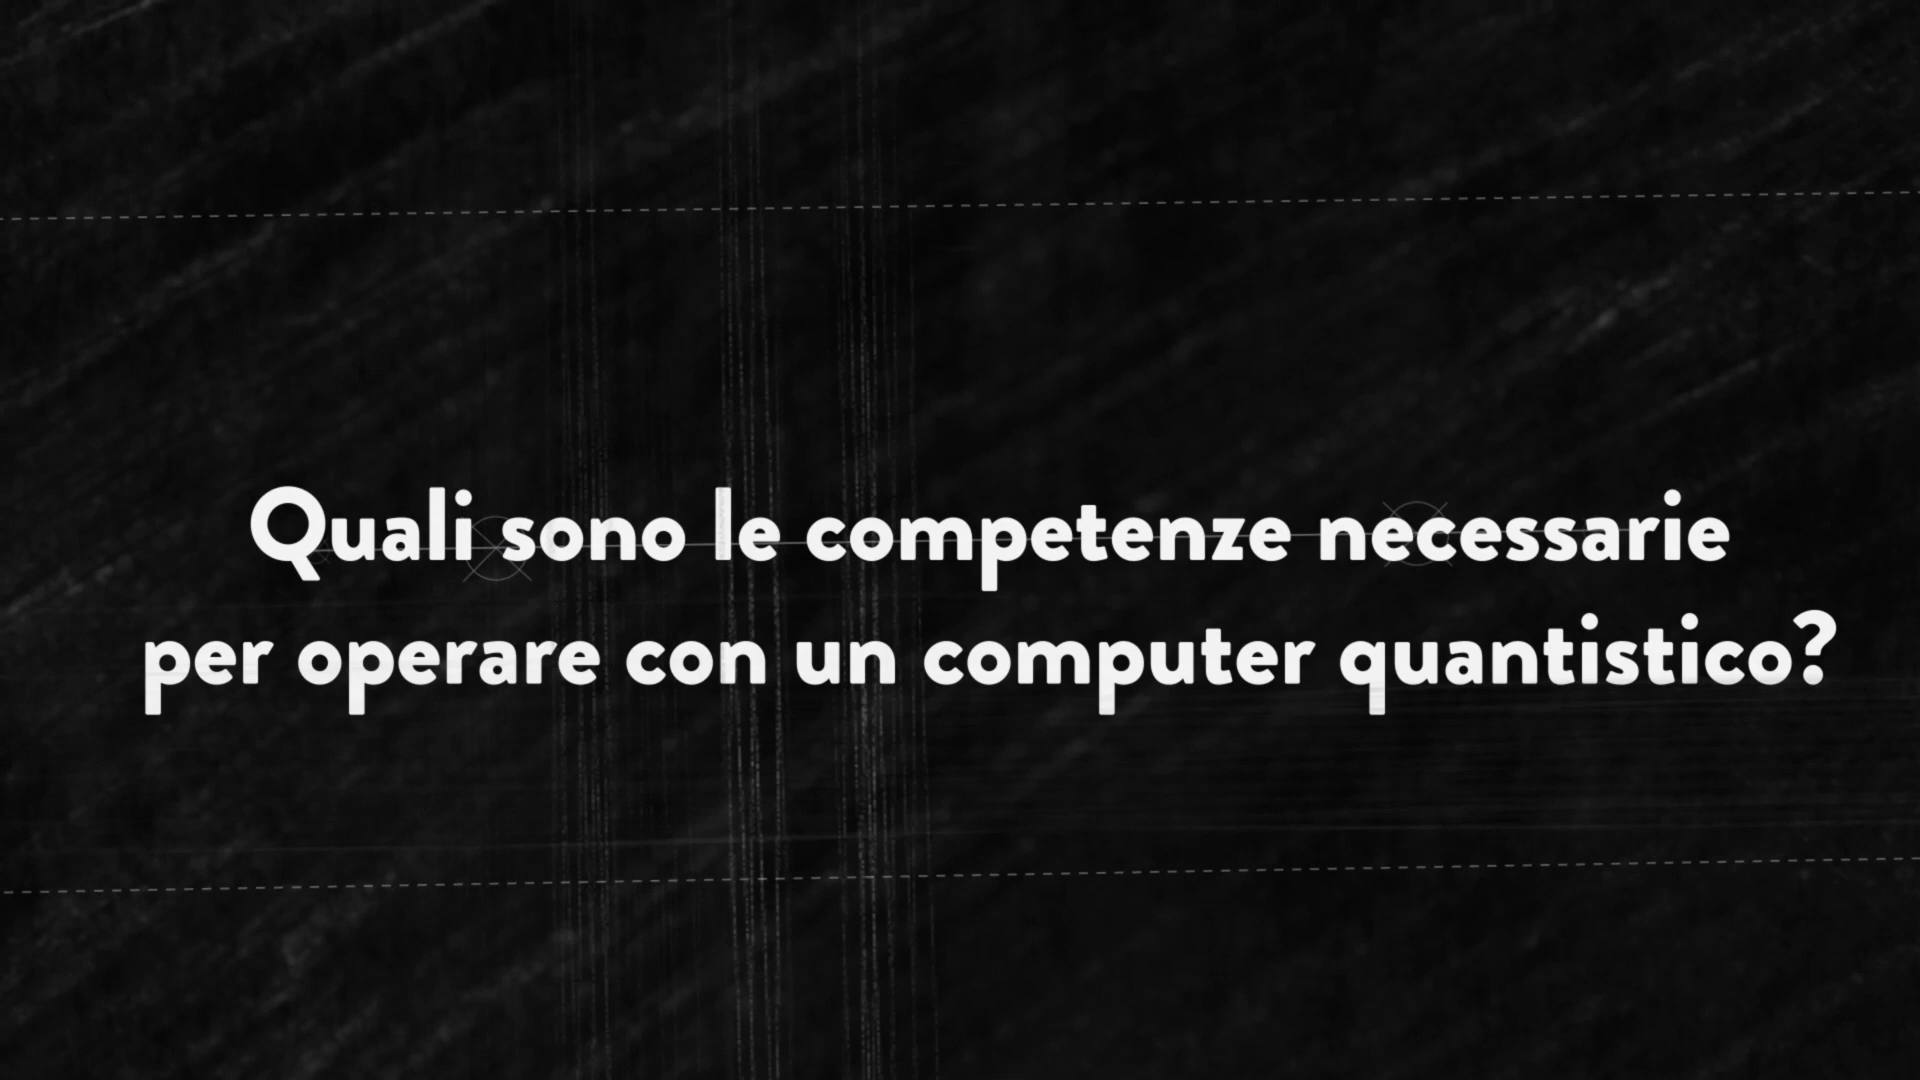 Quali sono le competenze necessarie
per operare con un computer quantistico?